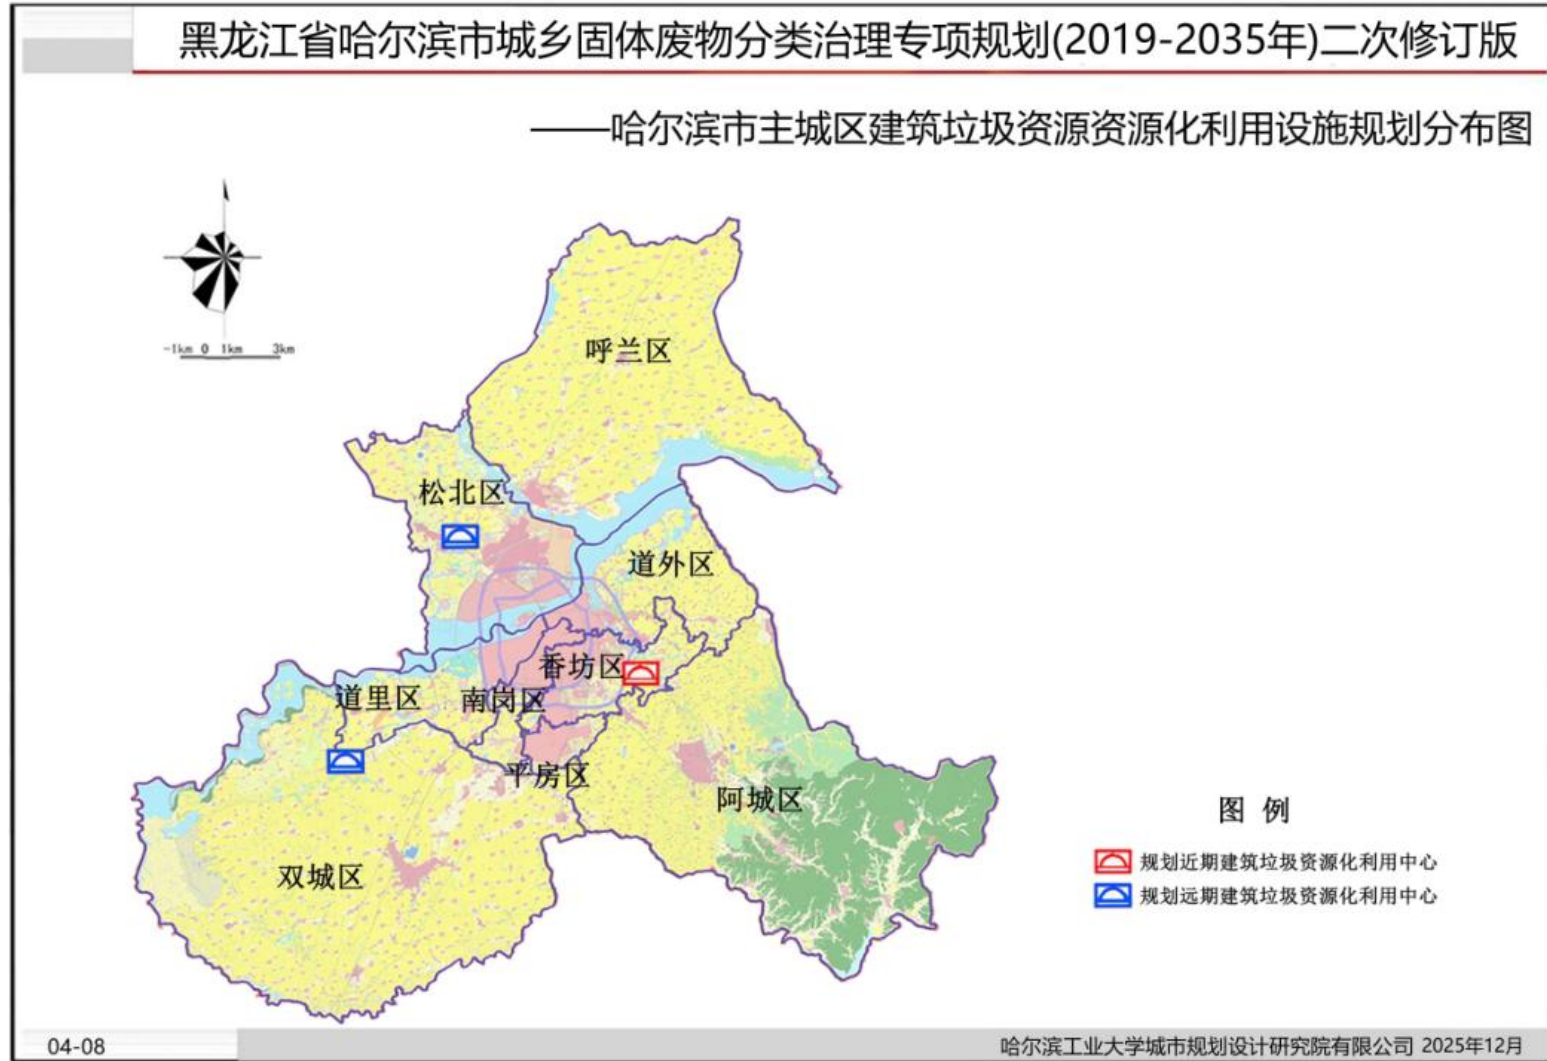 黑龙江省哈尔滨市城乡固体废物分类治理专项规划(2019-2035年)二次修订版
——哈尔滨市主城区建筑垃圾资源资源化利用设施规划分布图
-1km 0 1km 3km
呼兰区
松北区
道外区
香坊区
道里区
南岗区
平房区
阿城区
双城区
图 例
规划近期建筑垃圾资源化利用中心
规划远期建筑垃圾资源化利用中心
04-08
哈尔滨工业大学城市规划设计研究院有限公司 2025年12月